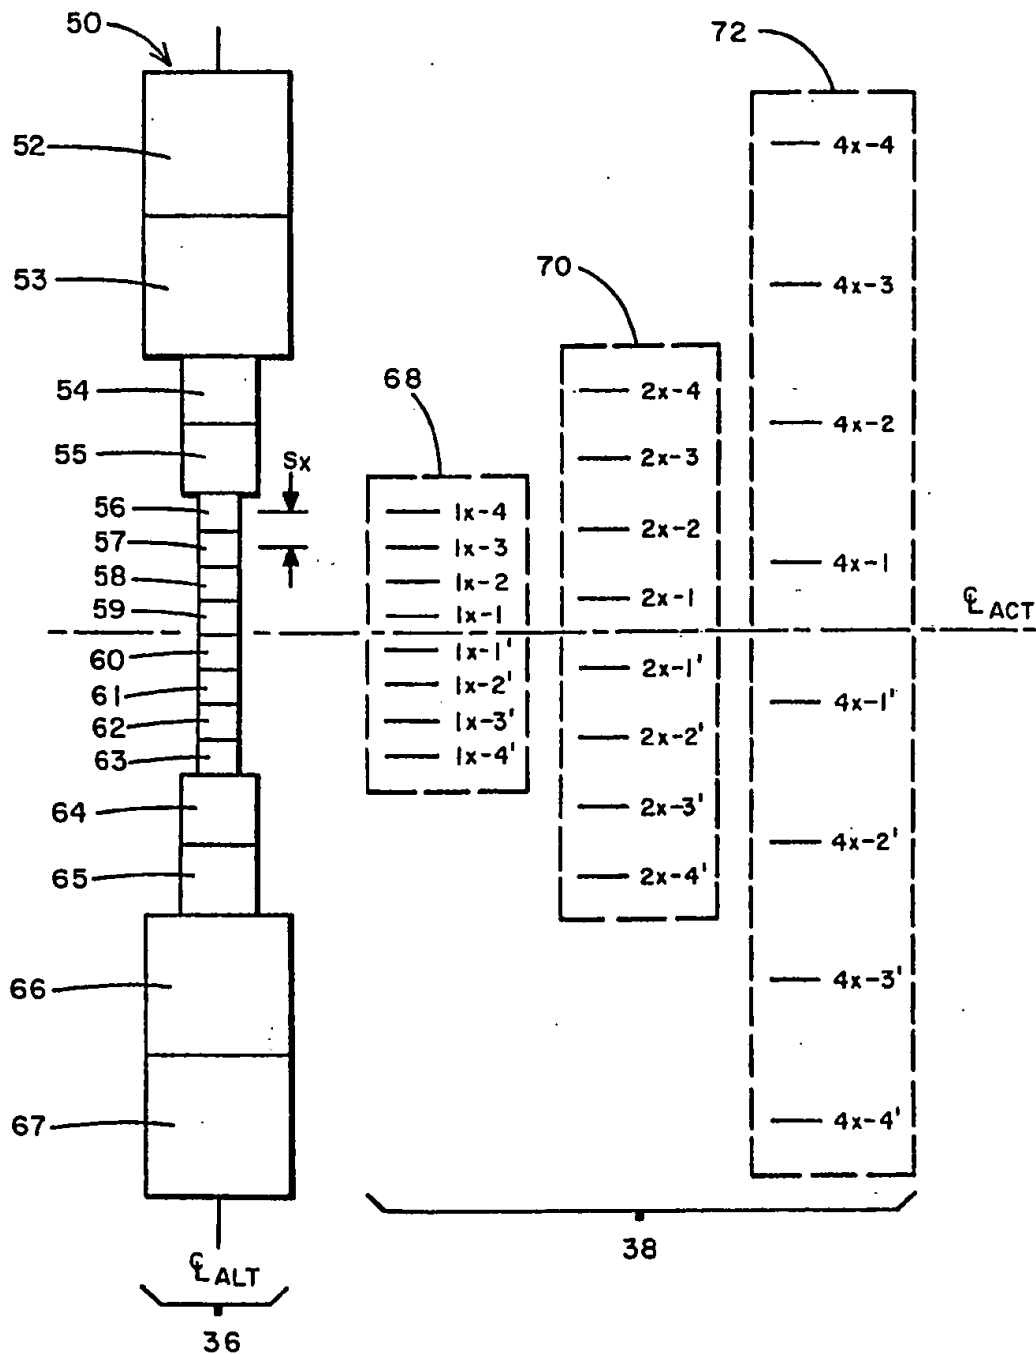 50
72
72
52
4x-4
53
4x-3
70
54
68
2x-4
4x-2
55
Sx
2x-3
56
1x-4
57
1x-3
2x-2
4x-1
58
1x-2
59
1x-1
2x-1
℄ ACT
60
1x-1'
61
1x-2'
2x-1'
4x-1'
62
1x-3'
2x-2'
63
1x-4'
64
2x-3'
4x-2'
65
2x-4'
66
4x-3'
67
4x-4'
38
℄ ALT
36